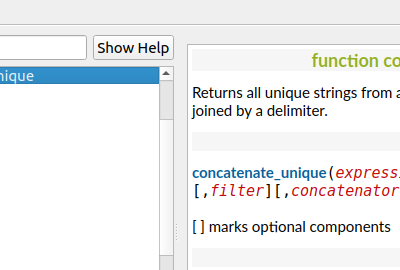 Show Help
function co
nique
Returns all unique strings from a
joined by a delimiter.
concatenate_unique(express
[,filter][,concatenator
[ ] marks optional components